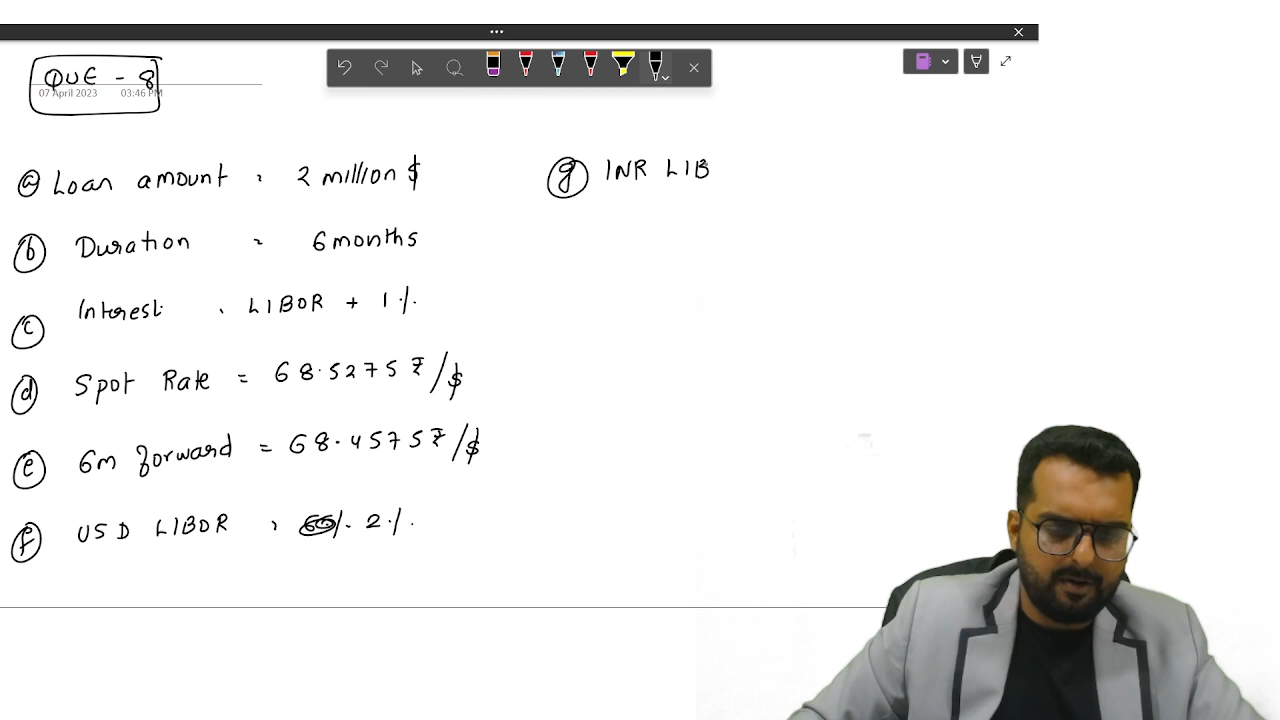 QUE - 8
07 April 2023 03:46 PM
ⓐ Loan amount : 2 million $
ⓑ Duration = 6 months
ⓒ Interest : LIBOR + 1 %
ⓓ Spot Rate = 68.5275 ₹/$
ⓔ 6m forward = 68.4575 ₹/$
ⓕ USD LIBOR : 2 %
ⓖ INR LIB